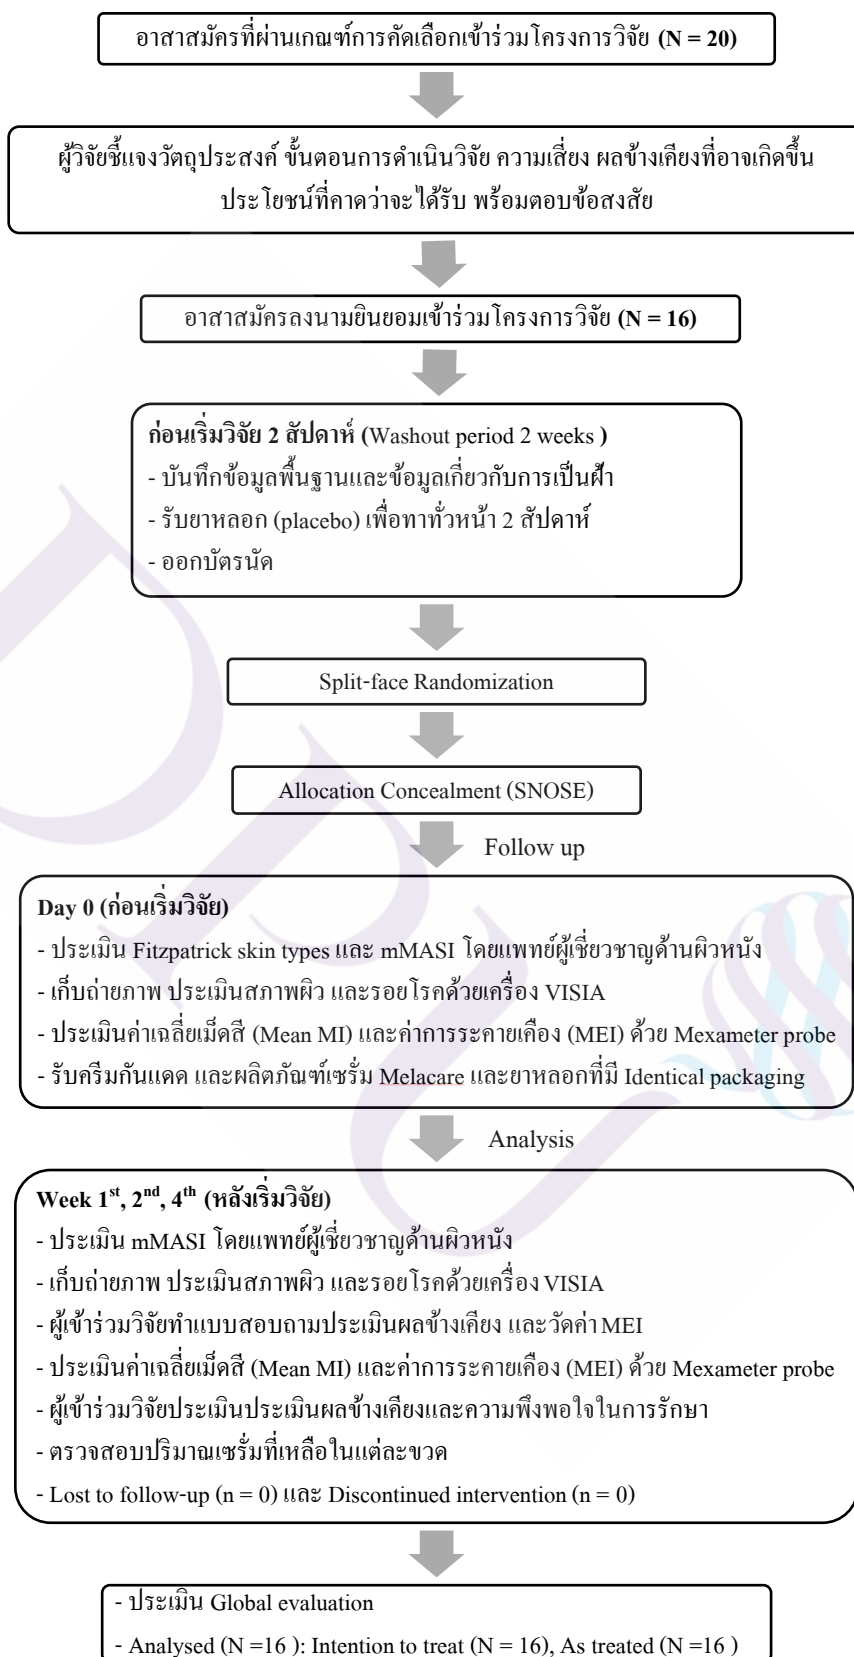 อาสาสมัครที่ผ่านเกณฑ์การคัดเลือกเข้าร่วมโครงการวิจัย (N = 20)
ผู้วิจัยชี้แจงวัตถุประสงค์ ขั้นตอนการดำเนินวิจัย ความเสี่ยง ผลข้างเคียงที่อาจเกิดขึ้น
ประโยชน์ที่คาดว่าจะได้รับ พร้อมตอบข้อสงสัย
อาสาสมัครลงนามยินยอมเข้าร่วมโครงการวิจัย (N = 16)
ก่อนเริ่มวิจัย 2 สัปดาห์ (Washout period 2 weeks )
- บันทึกข้อมูลพื้นฐานและข้อมูลเกี่ยวกับการเป็นฝ้า
- รับยาหลอก (placebo) เพื่อทาทั่วหน้า 2 สัปดาห์
- ออกบัตรนัด
Split-face Randomization
Allocation Concealment (SNOSE)
Follow up
Day 0 (ก่อนเริ่มวิจัย)
- ประเมิน Fitzpatrick skin types และ mMASI โดยแพทย์ผู้เชี่ยวชาญด้านผิวหนัง
- เก็บถ่ายภาพ ประเมินสภาพผิว และรอยโรคด้วยเครื่อง VISIA
- ประเมินค่าเฉลี่ยเม็ดสี (Mean MI) และค่าการระคายเคือง (MEI) ด้วย Mexameter probe
- รับครีมกันแดด และผลิตภัณฑ์เซรั่ม Melacare และยาหลอกที่มี Identical packaging
Analysis
Week 1st, 2nd, 4th (หลังเริ่มวิจัย)
- ประเมิน mMASI โดยแพทย์ผู้เชี่ยวชาญด้านผิวหนัง
- เก็บถ่ายภาพ ประเมินสภาพผิว และรอยโรคด้วยเครื่อง VISIA
- ผู้เข้าร่วมวิจัยทำแบบสอบถามประเมินผลข้างเคียง และวัดค่า MEI
- ประเมินค่าเฉลี่ยเม็ดสี (Mean MI) และค่าการระคายเคือง (MEI) ด้วย Mexameter probe
- ผู้เข้าร่วมวิจัยประเมินประเมินผลข้างเคียงและความพึงพอใจในการรักษา
- ตรวจสอบปริมาณเซรั่มที่เหลือในแต่ละขวด
- Lost to follow-up (n = 0) และ Discontinued intervention (n = 0)
- ประเมิน Global evaluation
- Analysed (N =16 ): Intention to treat (N = 16), As treated (N =16 )
DPU